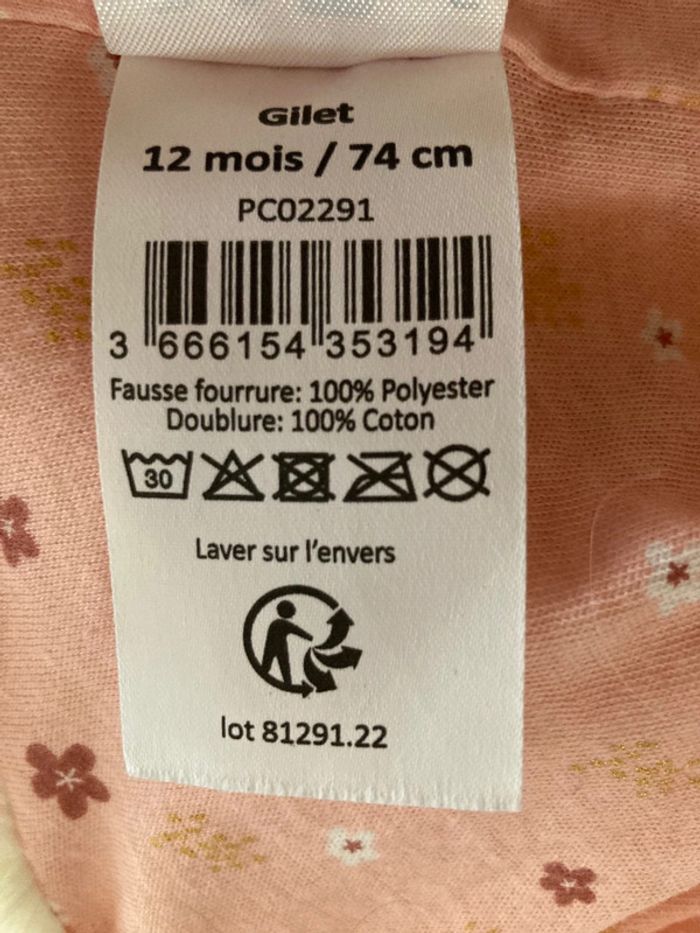 Gilet
12 mois / 74 cm
PC02291
3 666154 353194
Fausse fourrure: 100% Polyester
Doublure: 100% Coton
30
Laver sur l'envers
lot 81291.22